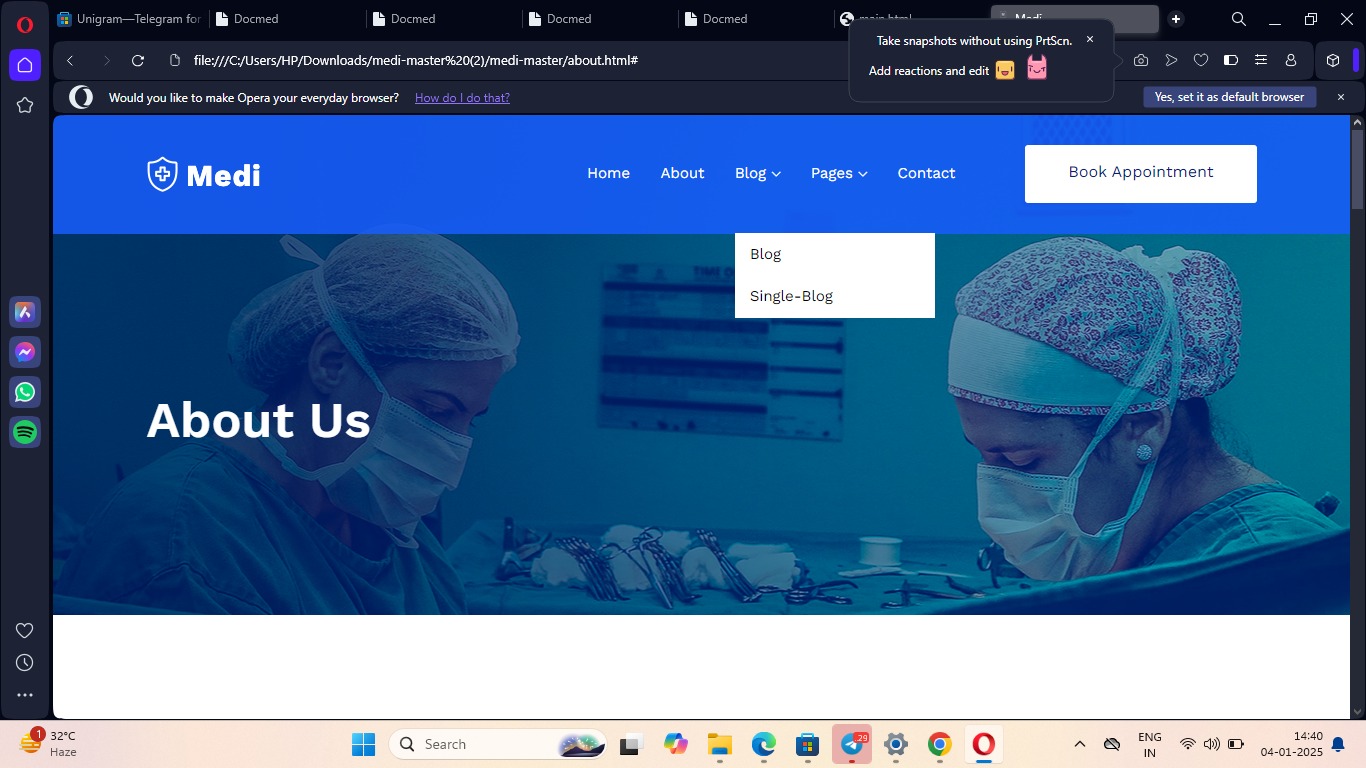 Unigram—Telegram for
Docmed
Docmed
Docmed
Docmed
main.html
Medi
Take snapshots without using PrtScn.
Add reactions and edit
file:///C:/Users/HP/Downloads/medi-master%20(2)/medi-master/about.html#
Would you like to make Opera your everyday browser?
How do I do that?
Yes, set it as default browser
Medi
Home
About
Blog
Pages
Contact
Book Appointment
Blog
Single-Blog
About Us
1
32°C
Haze
Search
29
ENG
IN
14:40
04-01-2025